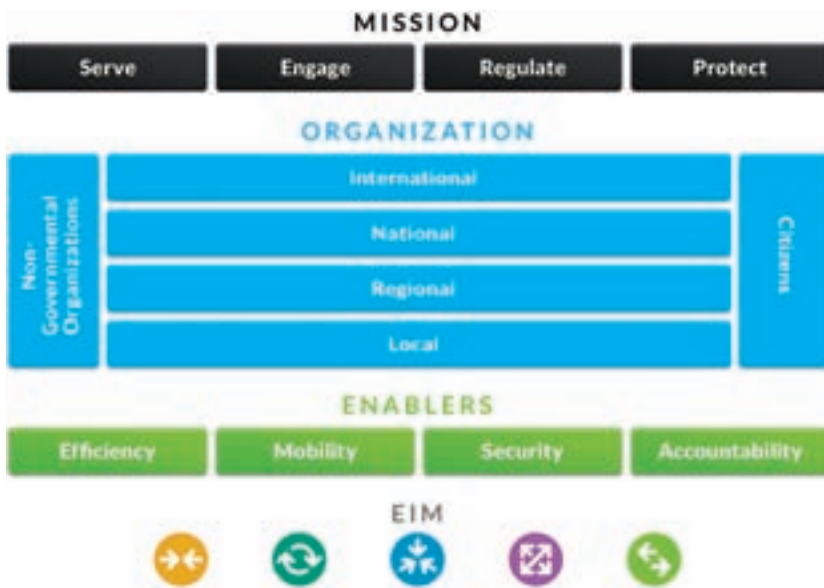 MISSION
Serve
Engage
Regulate
Protect
ORGANIZATION
Non-
Governmental
Organizations
International
National
Regional
Local
Citizens
ENABLERS
Efficiency
Mobility
Security
Accountability
EIM